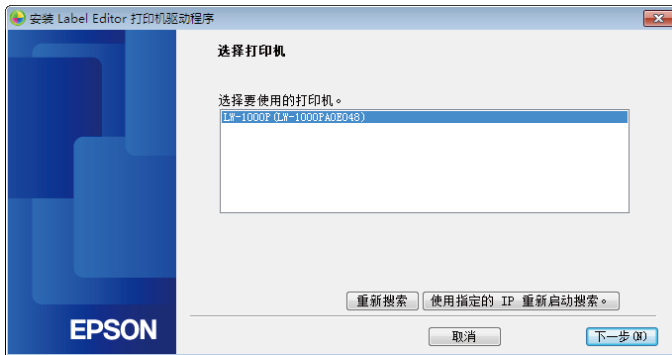 安装 Label Editor 打印机驱动程序
选择打印机
选择要使用的打印机。
LW-1000P(LW-1000PA0E048)
重新搜索
使用指定的 IP 重新启动搜索。
EPSON
取消
下一步(N)